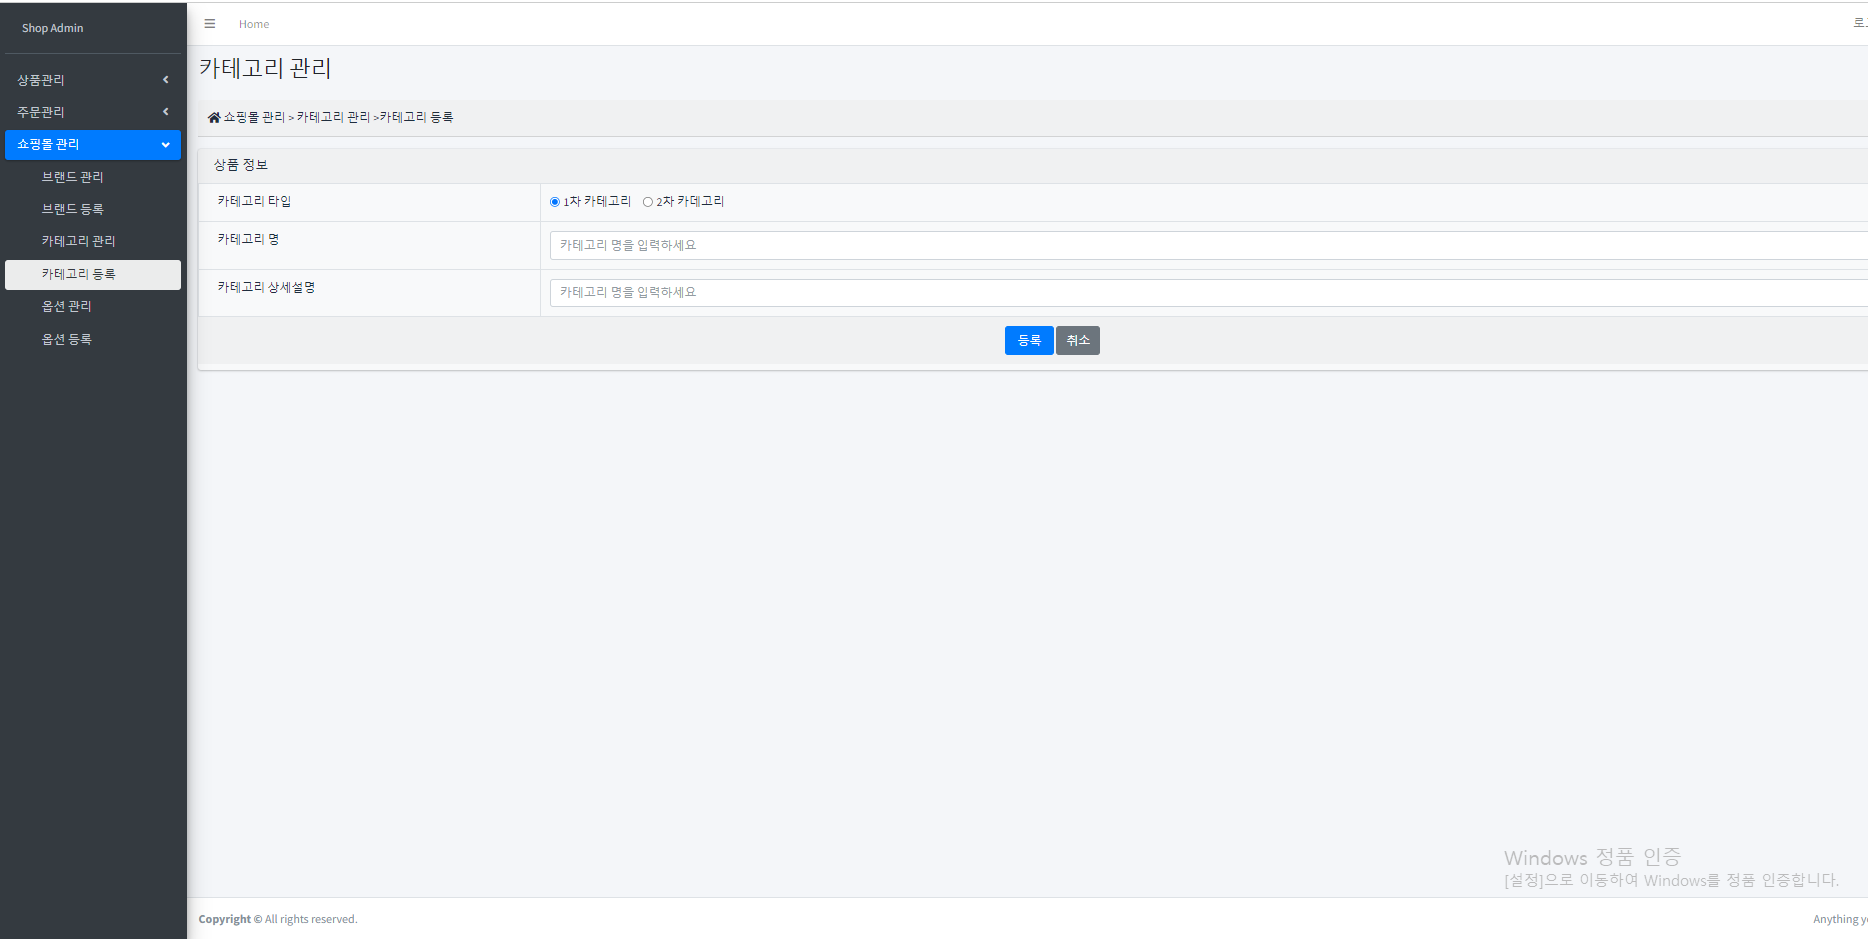 Shop Admin
Home
상품관리
주문관리
쇼핑몰 관리
브랜드 관리
브랜드 등록
카테고리 관리
카테고리 등록
옵션 관리
옵션 등록
카테고리 관리
쇼핑몰 관리 > 카테고리 관리 >카테고리 등록
상품 정보
카테고리 타입
1차 카테고리 2차 카데고리
카테고리 명
카테고리 명을 입력하세요
카테고리 상세설명
카테고리 명을 입력하세요
등록 취소
Windows 정품 인증
[설정]으로 이동하여 Windows를 정품 인증합니다.
Copyright © All rights reserved.
Anything